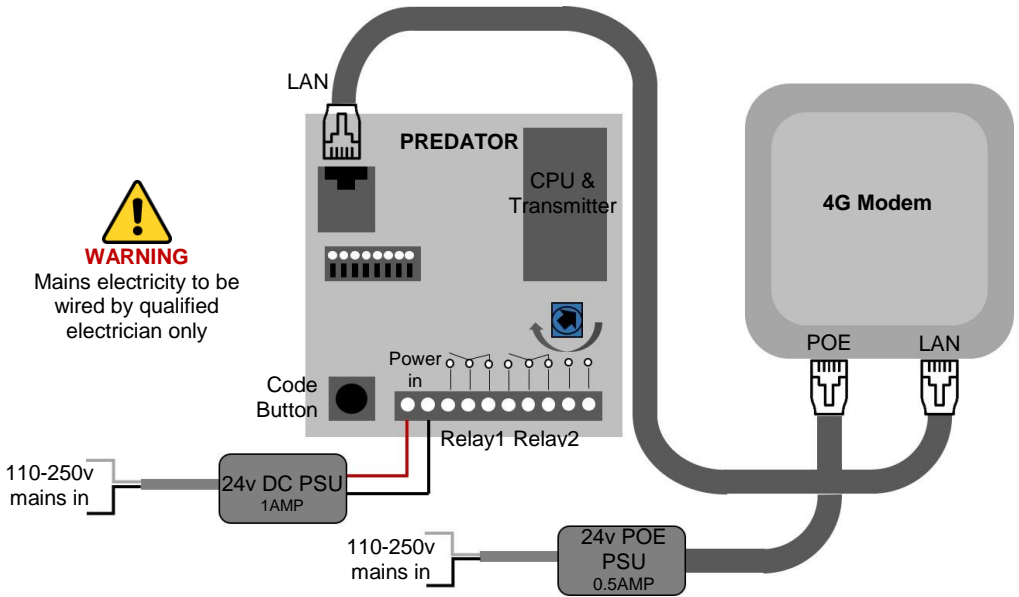 LAN
PREDATOR
CPU &
Transmitter
4G Modem
WARNING
Mains electricity to be
wired by qualified
electrician only
POE
LAN
Power
in
Code
Button
Relay1 Relay2
110-250v
mains in
24v DC PSU
1AMP
110-250v
mains in
24v POE
PSU
0.5AMP